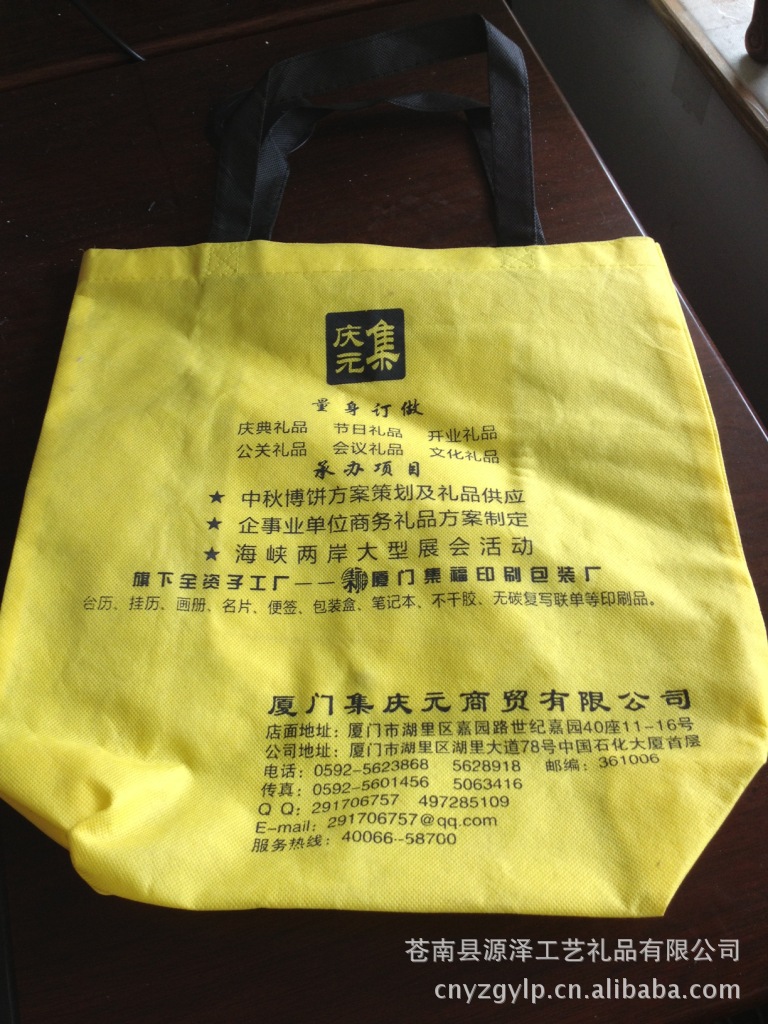 庆元集
量身订做
庆典礼品 节日礼品 开业礼品
公关礼品 会议礼品 文化礼品
承办项目
★ 中秋博饼方案策划及礼品供应
★ 企事业单位商务礼品方案制定
★ 海峡两岸大型展会活动
旗下全资子工厂——厦门集福印刷包装厂
台历、挂历、画册、名片、便签、包装盒、笔记本、不干胶、无碳复写联单等印刷品。
厦门集庆元商贸有限公司
店面地址：厦门市湖里区嘉园路世纪嘉园40座11-16号
公司地址：厦门市湖里区湖里大道78号中国石化大厦首层
电话：0592-5623868 5628918 邮编：361006
传真：0592-5601456 5063416
Q Q：291706757 497285109
E-mail：291706757@qq.com
服务热线：40066--58700
苍南县源泽工艺礼品有限公司
cnyzgylp.cn.alibaba.com